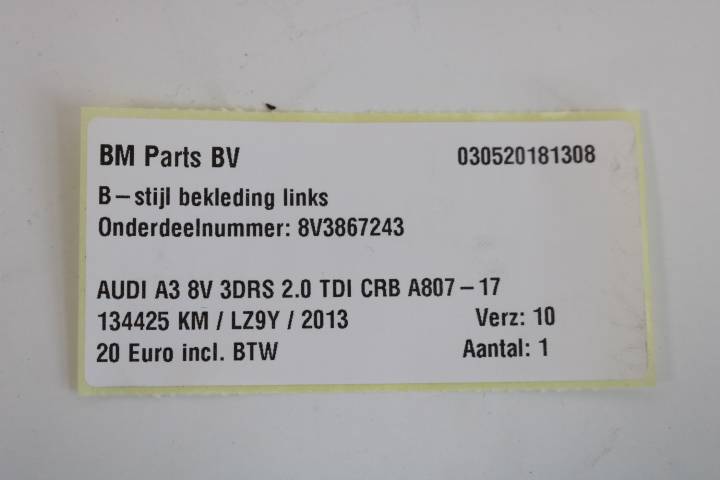 BM Parts BV 030520181308
B-stijl bekleding links
Onderdeelnummer: 8V3867243
AUDI A3 8V 3DRS 2.0 TDI CRB A807-17
134425 KM / LZ9Y / 2013 Verz: 10
20 Euro incl. BTW Aantal: 1